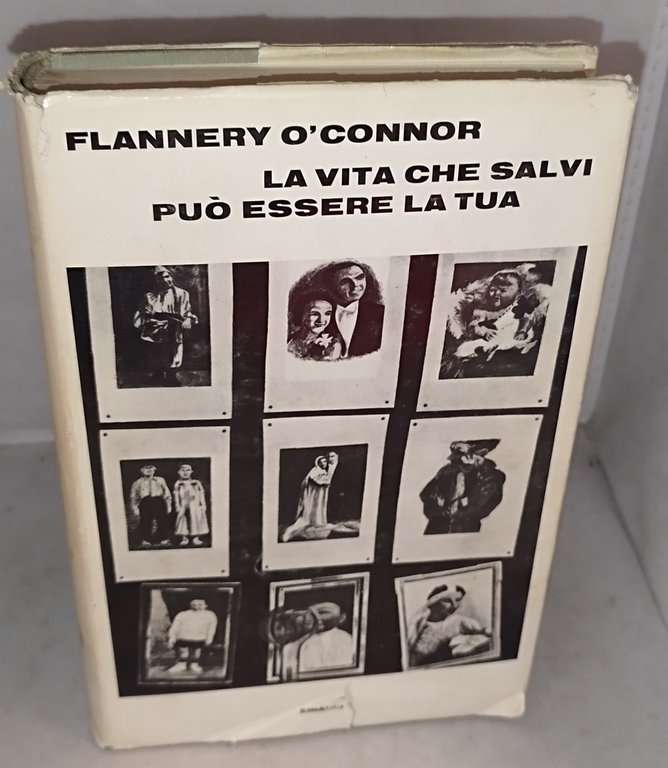 FLANNERY O'CONNOR
LA VITA CHE SALVI
PUÒ ESSERE LA TUA